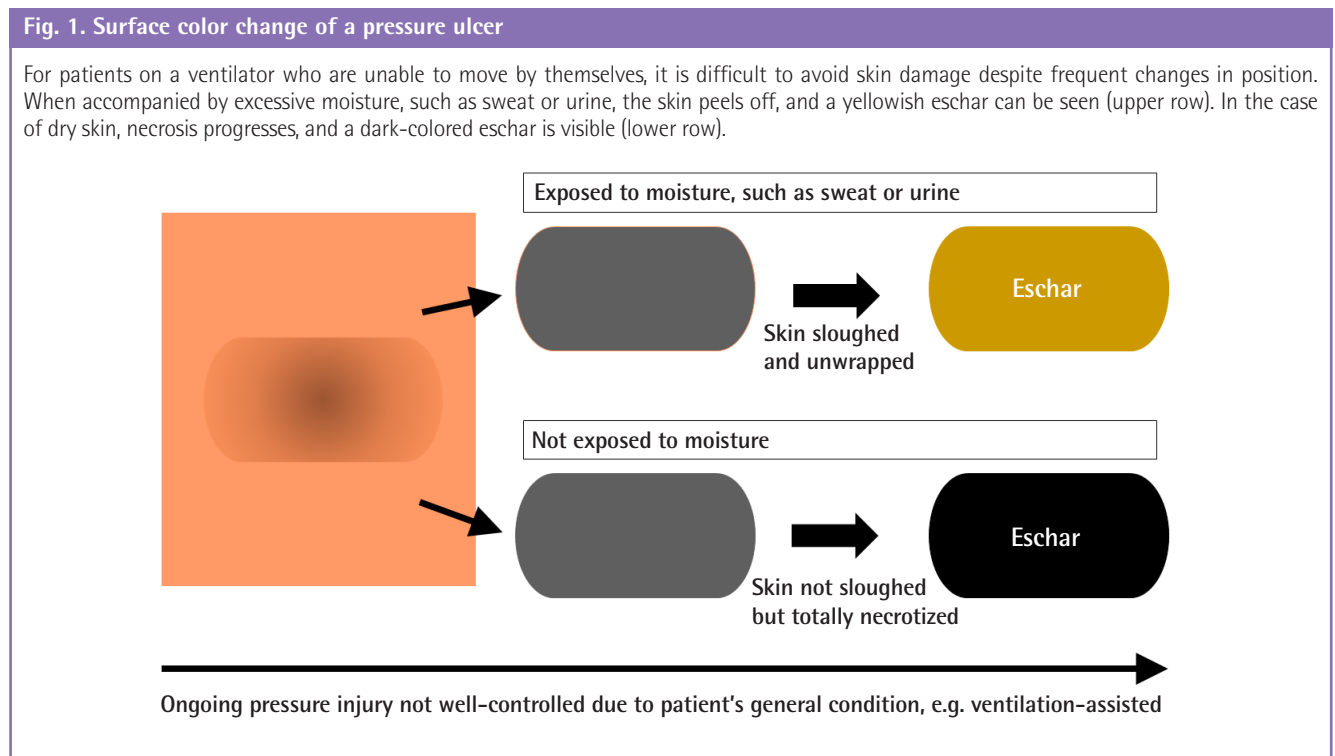 Fig. 1. Surface color change of a pressure ulcer
For patients on a ventilator who are unable to move by themselves, it is difficult to avoid skin damage despite frequent changes in position.
When accompanied by excessive moisture, such as sweat or urine, the skin peels off, and a yellowish eschar can be seen (upper row). In the case
of dry skin, necrosis progresses, and a dark-colored eschar is visible (lower row).
Exposed to moisture, such as sweat or urine
Eschar
Skin sloughed
and unwrapped
Not exposed to moisture
Eschar
Skin not sloughed
but totally necrotized
Ongoing pressure injury not well-controlled due to patient's general condition, e.g. ventilation-assisted